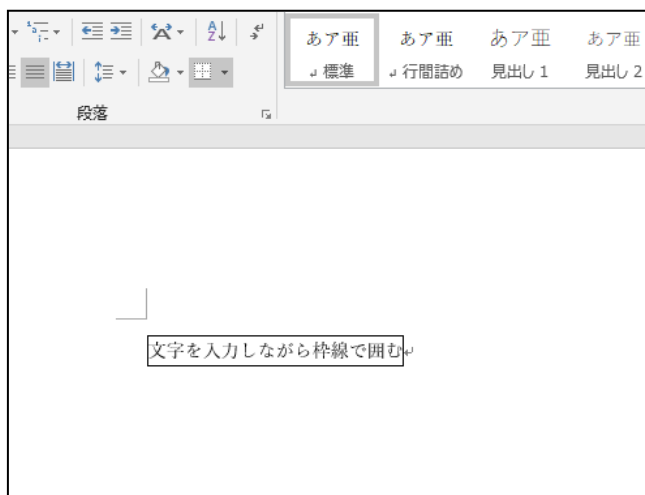 あア亜 あア亜 あア亜 あア亜
↲ 標準 ↲ 行間詰め 見出し 1 見出し 2
段落
文字を入力しながら枠線で囲む↵